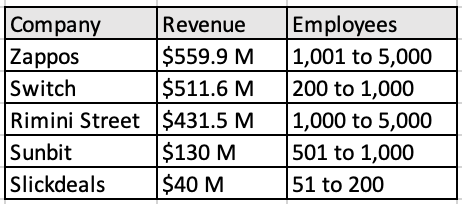 Company Revenue Employees
Zappos $559.9 M 1,001 to 5,000
Switch $511.6 M 200 to 1,000
Rimini Street $431.5 M 1,000 to 5,000
Sunbit $130 M 501 to 1,000
Slickdeals $40 M 51 to 200